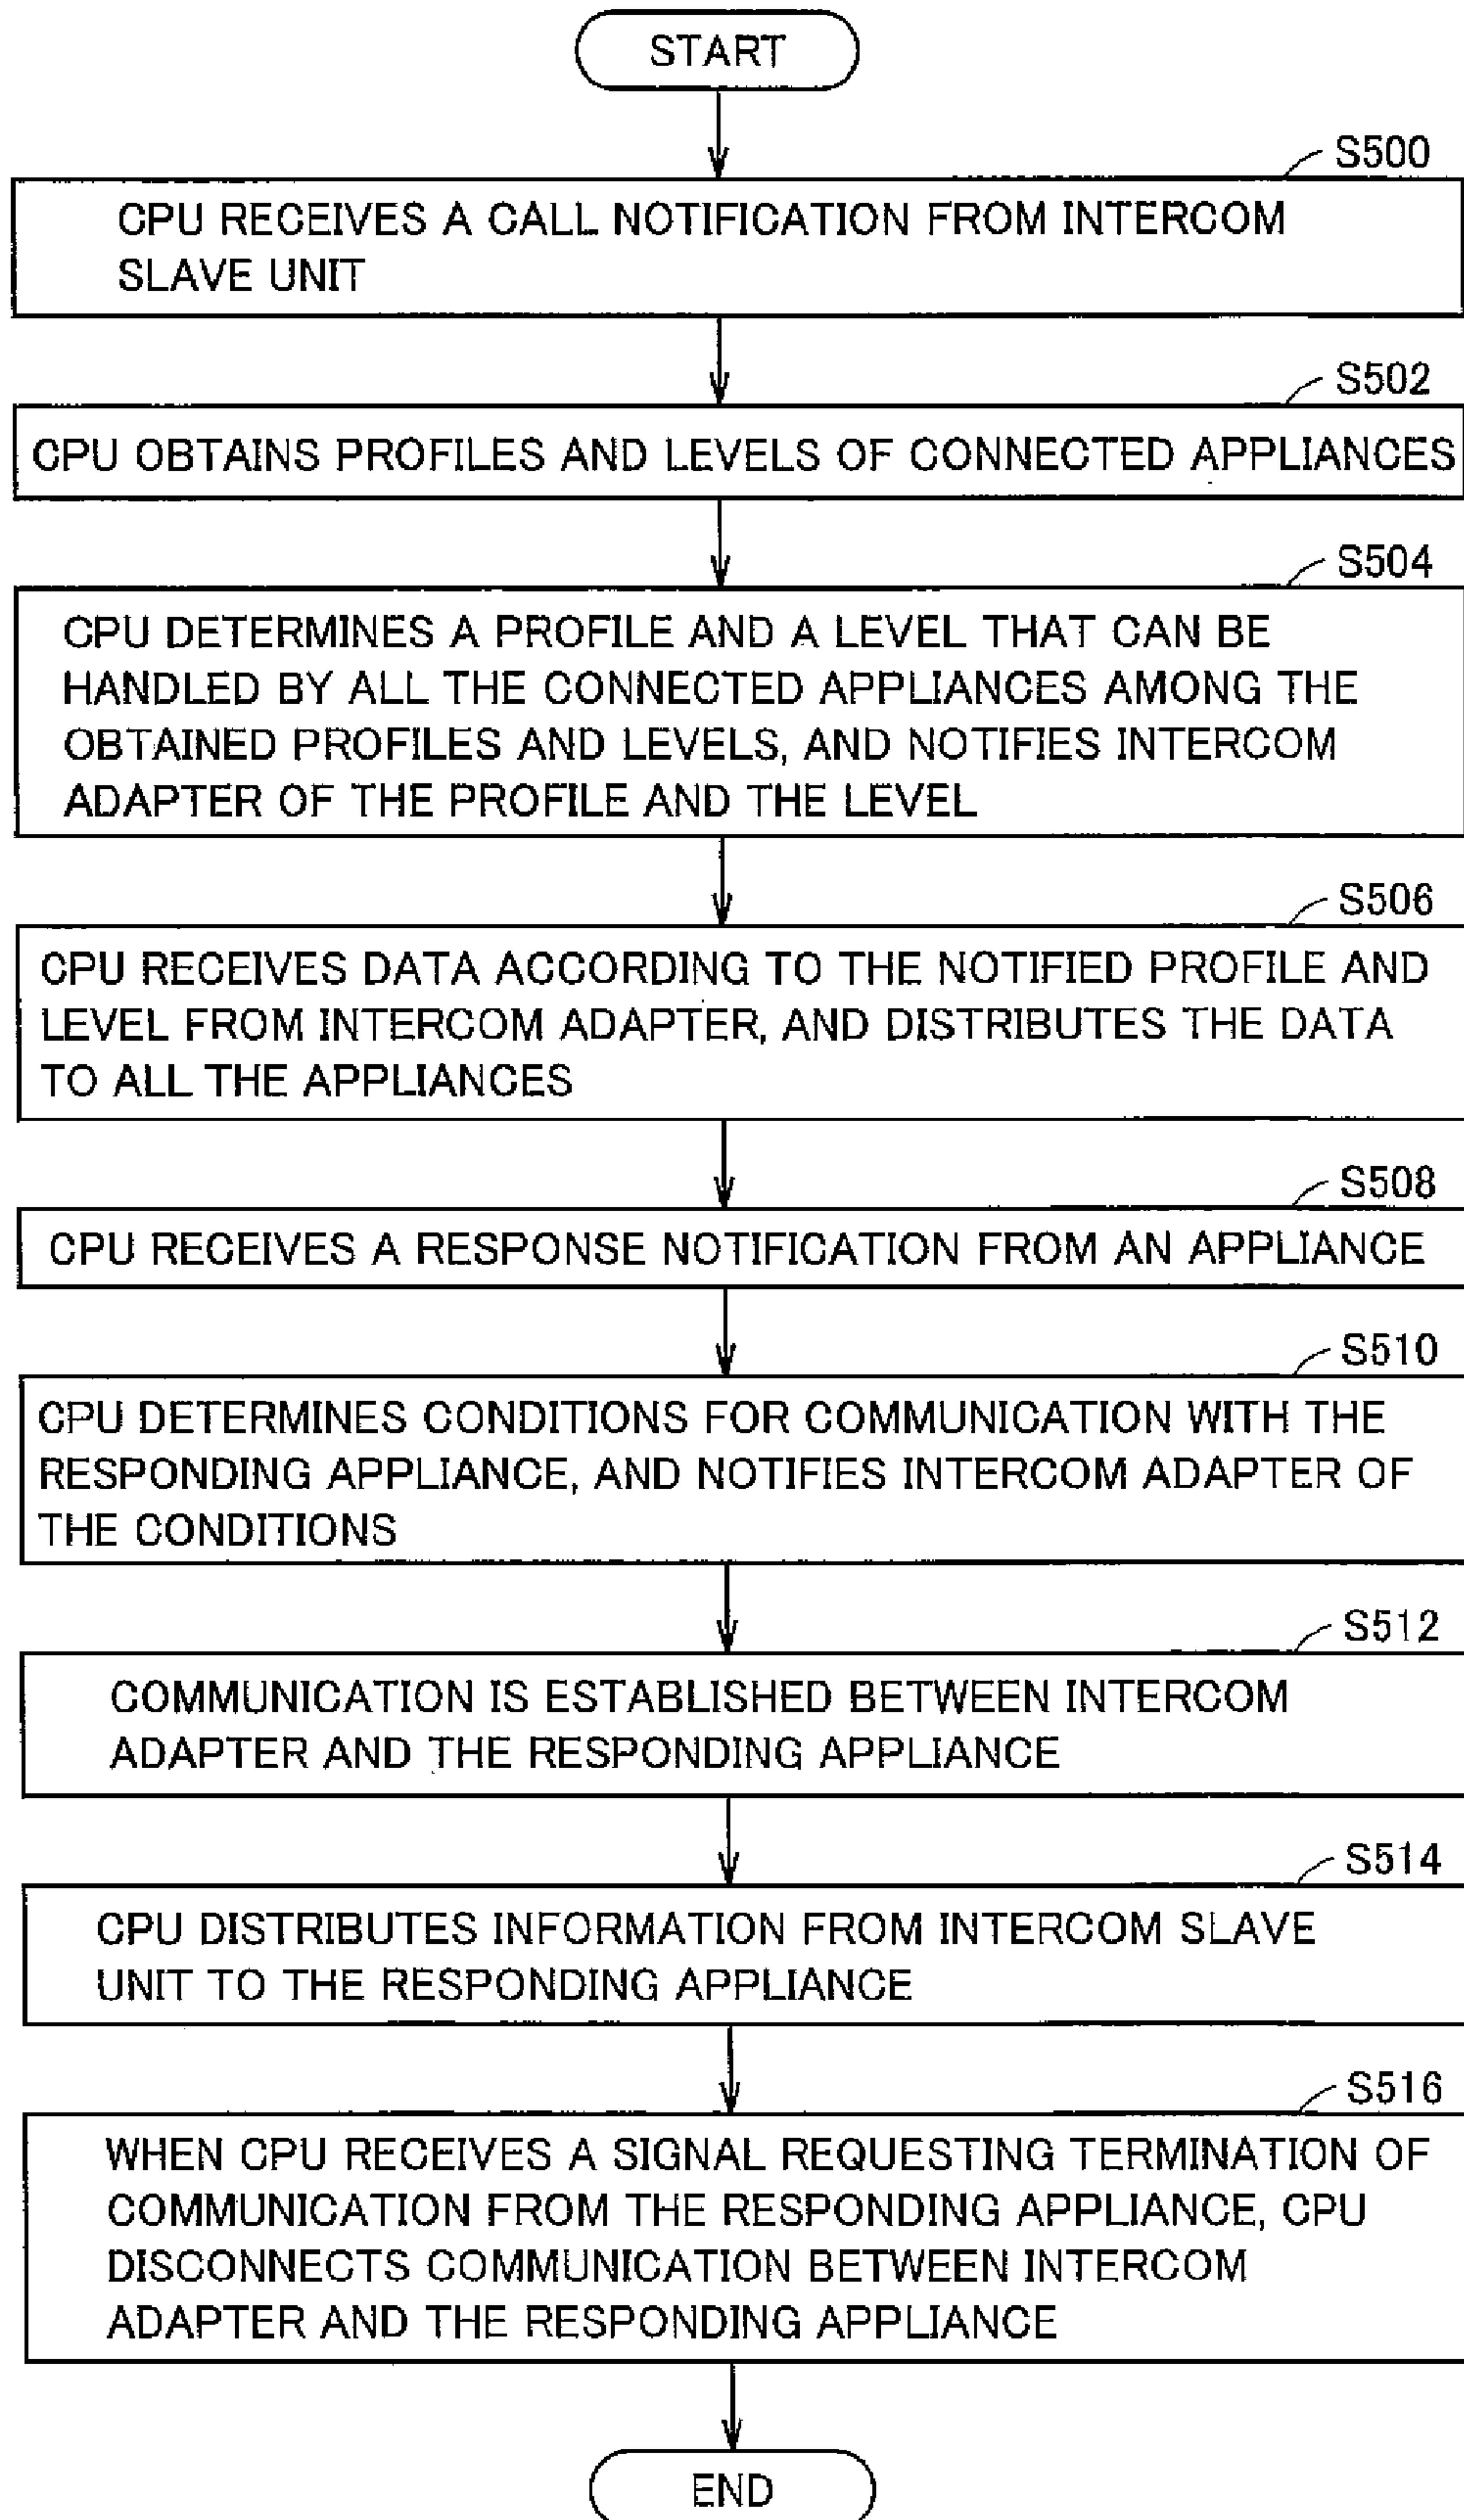 START
S500
CPU RECEIVES A CALL NOTIFICATION FROM INTERCOM
SLAVE UNIT
S502
CPU OBTAINS PROFILES AND LEVELS OF CONNECTED APPLIANCES
S504
CPU DETERMINES A PROFILE AND A LEVEL THAT CAN BE
HANDLED BY ALL THE CONNECTED APPLIANCES AMONG THE
OBTAINED PROFILES AND LEVELS, AND NOTIFIES INTERCOM
ADAPTER OF THE PROFILE AND THE LEVEL
S506
CPU RECEIVES DATA ACCORDING TO THE NOTIFIED PROFILE AND
LEVEL FROM INTERCOM ADAPTER, AND DISTRIBUTES THE DATA
TO ALL THE APPLIANCES
S508
CPU RECEIVES A RESPONSE NOTIFICATION FROM AN APPLIANCE
S510
CPU DETERMINES CONDITIONS FOR COMMUNICATION WITH THE
RESPONDING APPLIANCE, AND NOTIFIES INTERCOM ADAPTER OF
THE CONDITIONS
S512
COMMUNICATION IS ESTABLISHED BETWEEN INTERCOM
ADAPTER AND THE RESPONDING APPLIANCE
S514
CPU DISTRIBUTES INFORMATION FROM INTERCOM SLAVE
UNIT TO THE RESPONDING APPLIANCE
S516
WHEN CPU RECEIVES A SIGNAL REQUESTING TERMINATION OF
COMMUNICATION FROM THE RESPONDING APPLIANCE, CPU
DISCONNECTS COMMUNICATION BETWEEN INTERCOM
ADAPTER AND THE RESPONDING APPLIANCE
END